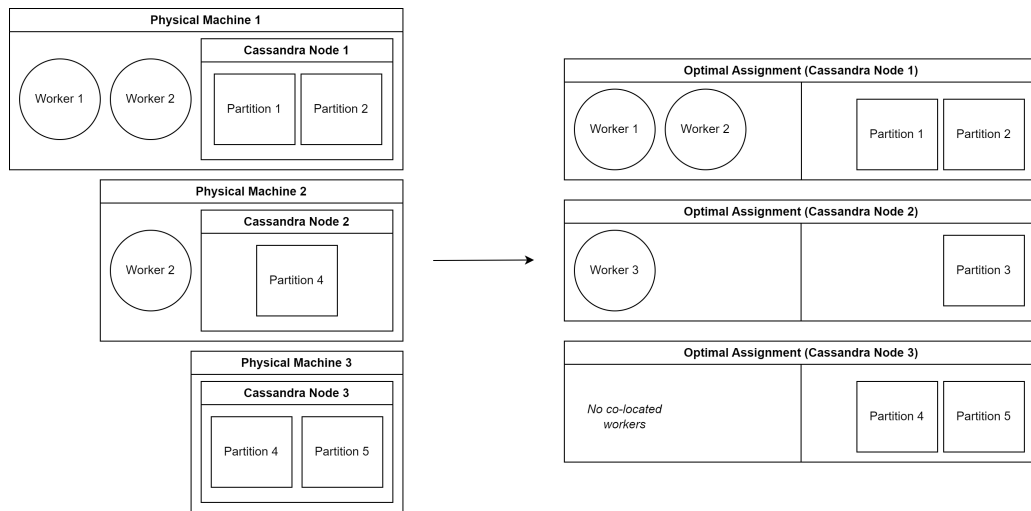 Physical Machine 1
Cassandra Node 1
Worker 1
Worker 2
Partition 1
Partition 2
Physical Machine 2
Cassandra Node 2
Worker 2
Partition 4
Physical Machine 3
Cassandra Node 3
Partition 4
Partition 5
Optimal Assignment (Cassandra Node 1)
Worker 1
Worker 2
Partition 1
Partition 2
Optimal Assignment (Cassandra Node 2)
Worker 3
Partition 3
Optimal Assignment (Cassandra Node 3)
No co-located
workers
Partition 4
Partition 5